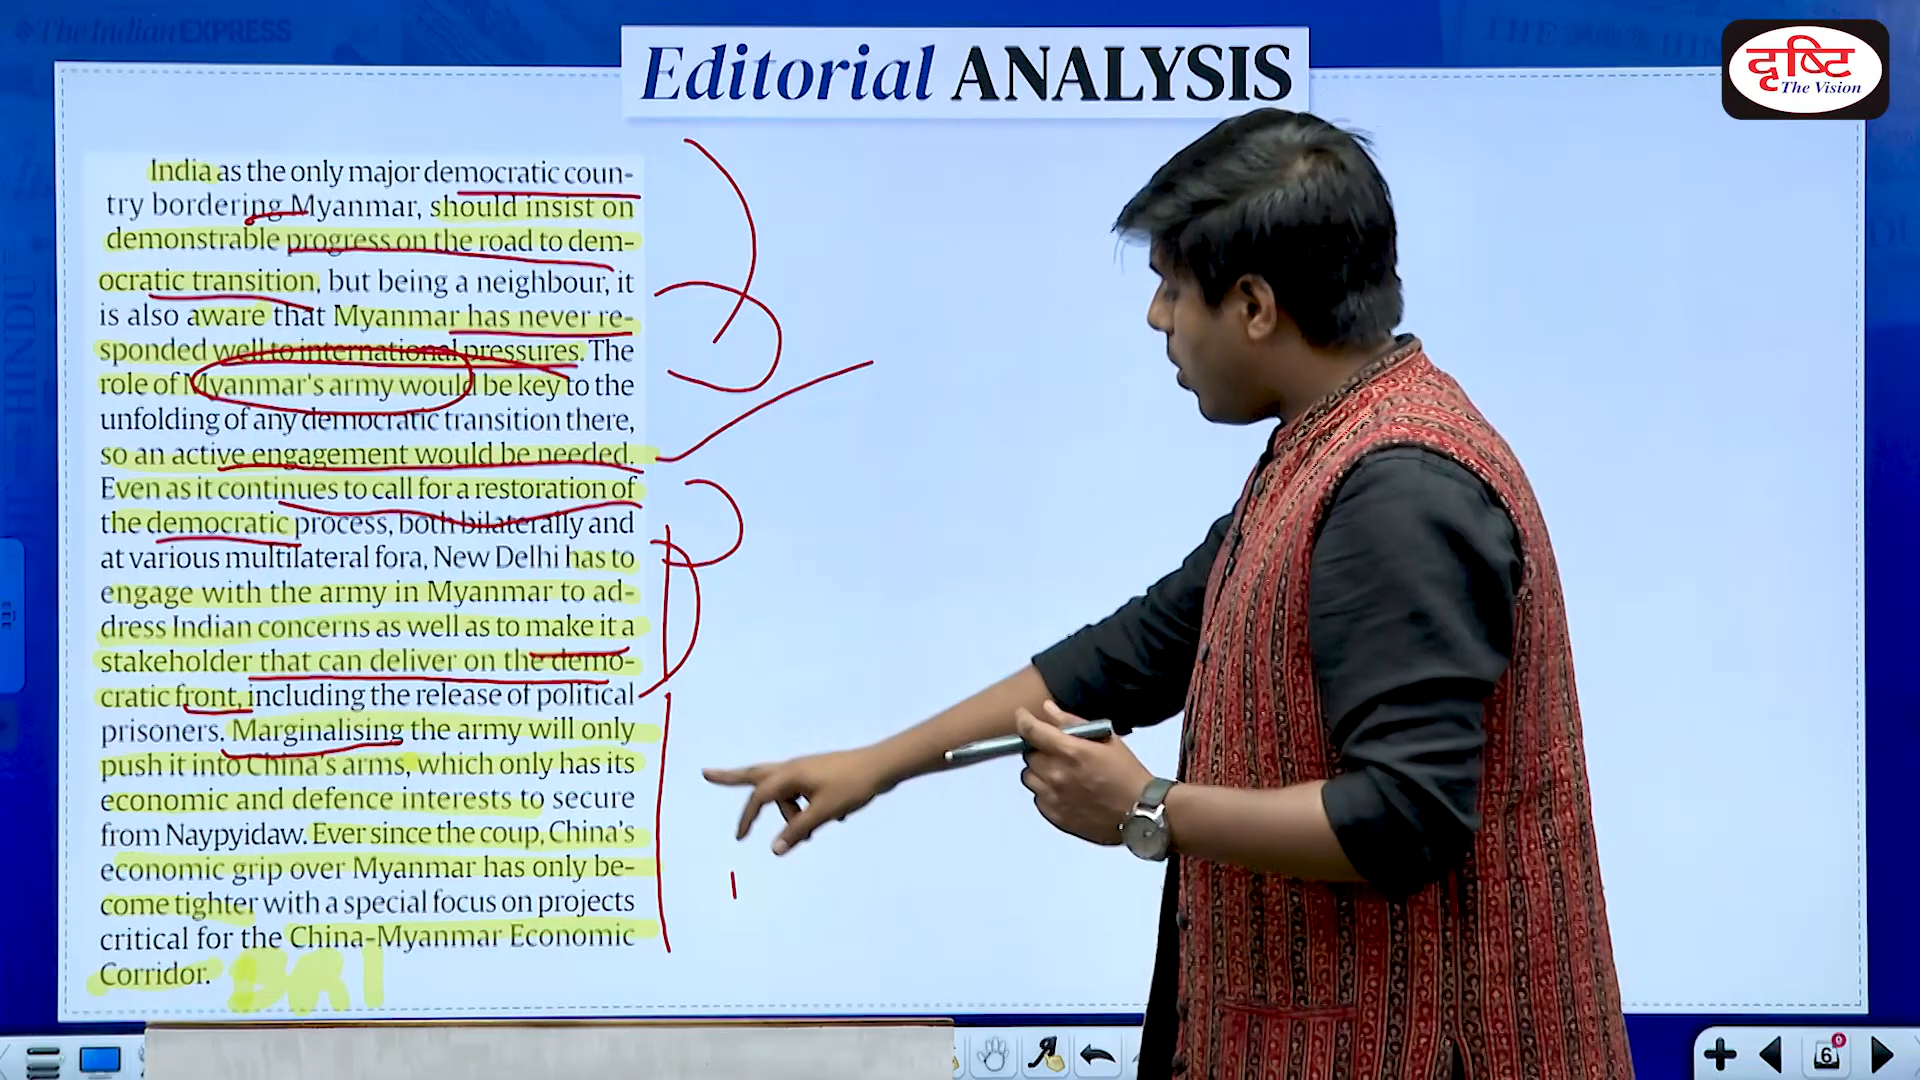 The Indian EXPRESS
Editorial ANALYSIS
दृष्टि
The Vision
India as the only major democratic coun-
try bordering Myanmar, should insist on
demonstrable progress on the road to dem-
ocratic transition, but being a neighbour, it
is also aware that Myanmar has never re-
sponded well to international pressures. The
role of Myanmar's army would be key to the
unfolding of any democratic transition there,
so an active engagement would be needed.
Even as it continues to call for a restoration of
the democratic process, both bilaterally and
at various multilateral fora, New Delhi has to
engage with the army in Myanmar to ad-
dress Indian concerns as well as to make it a
stakeholder that can deliver on the demo-
cratic front, including the release of political
prisoners. Marginalising the army will only
push it into China's arms, which only has its
economic and defence interests to secure
from Naypyidaw. Ever since the coup, China's
economic grip over Myanmar has only be-
come tighter with a special focus on projects
critical for the China-Myanmar Economic
Corridor.
BRI
HINDU
6